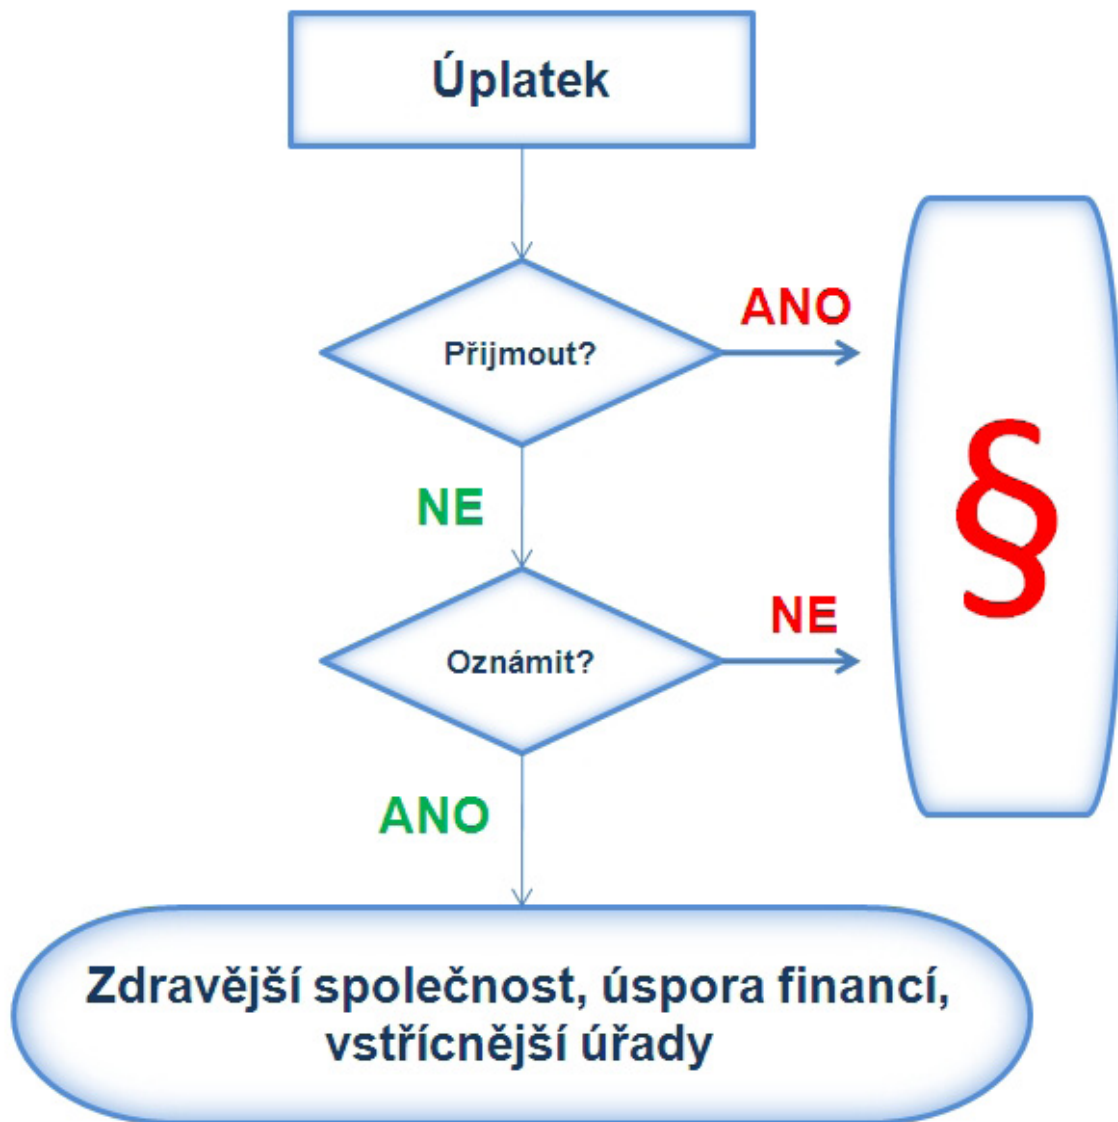 Úplatek
Přijmout?
ANO
NE
§
Oznámit?
NE
ANO
Zdravější společnost, úspora financí,
vstřícnější úřady